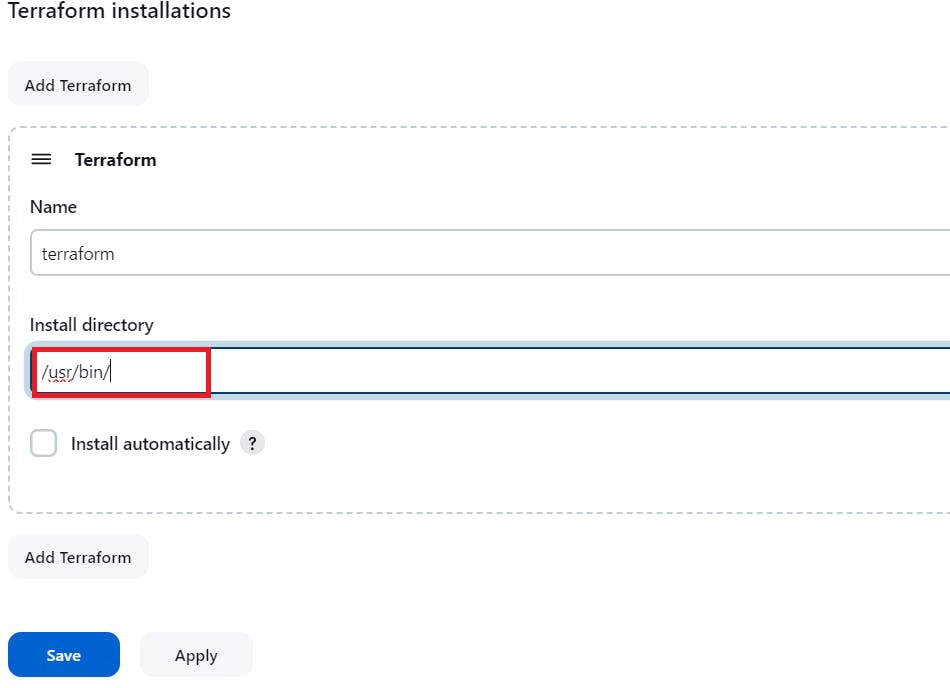 Terraform installations
Add Terraform
Terraform
Name
terraform
Install directory
/usr/bin/
Install automatically ?
Add Terraform
Save Apply